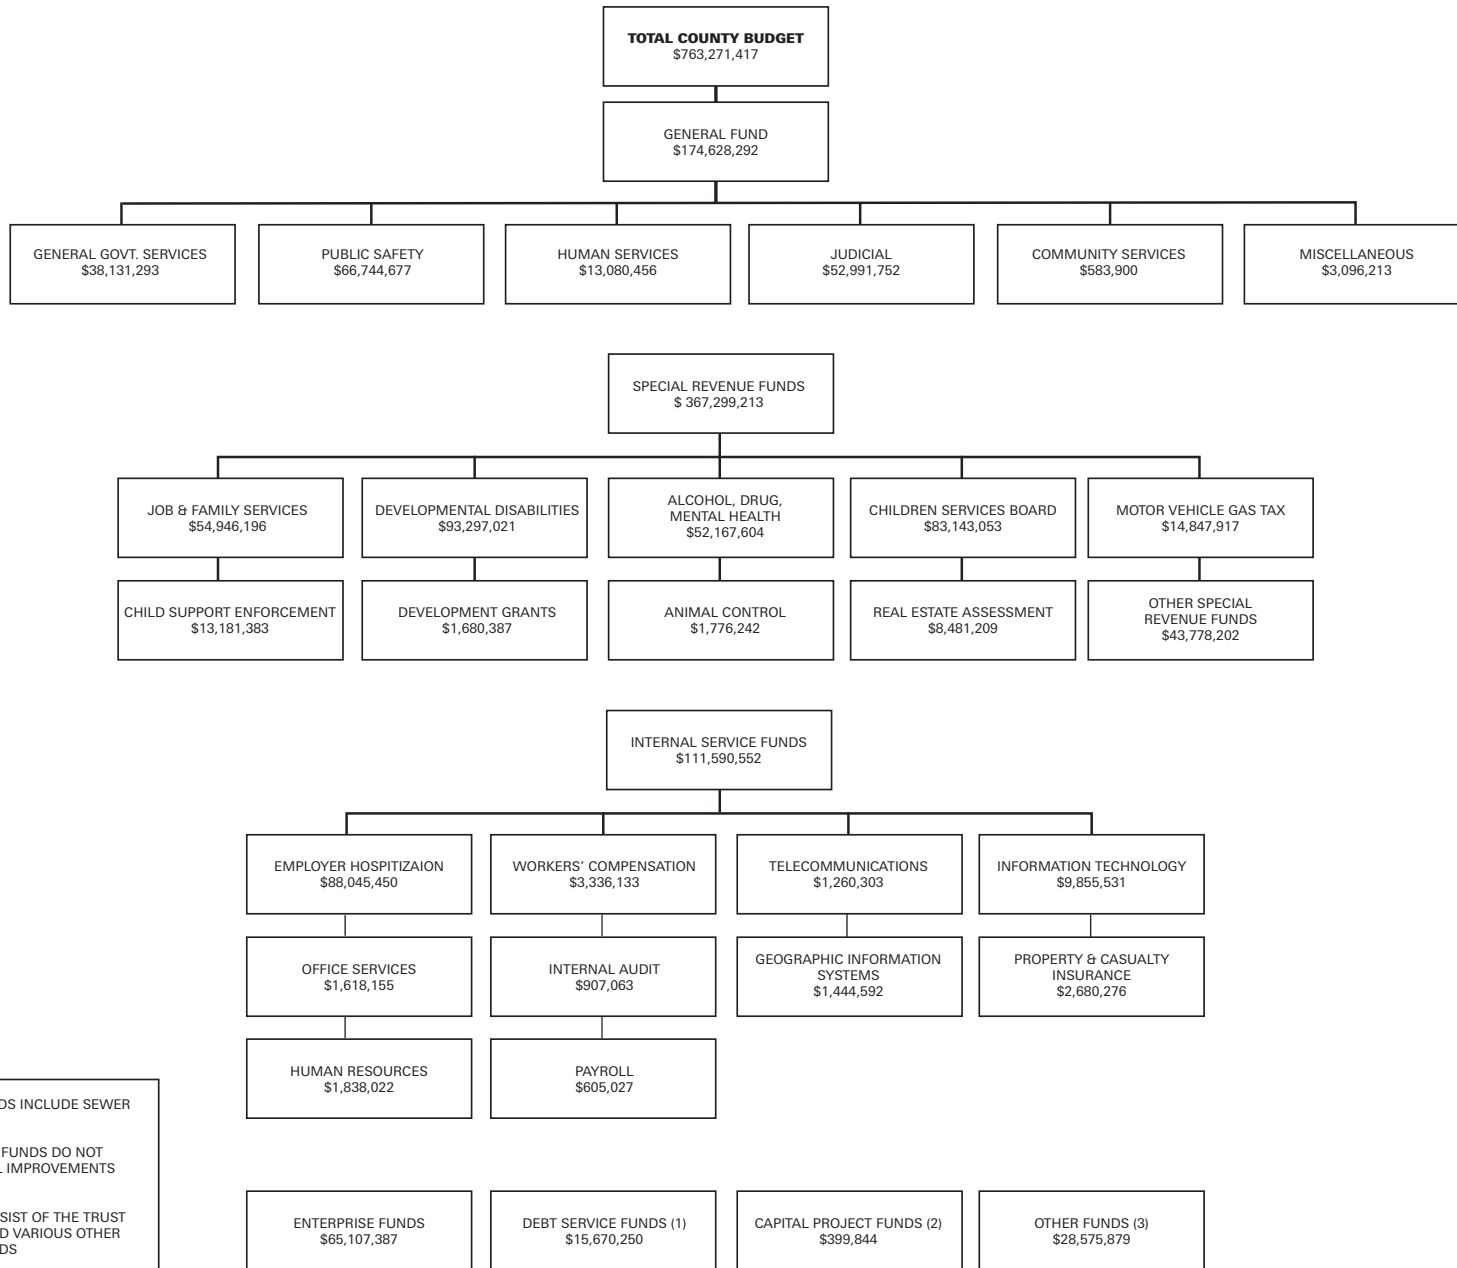 TOTAL COUNTY BUDGET
$763,271,417
GENERAL FUND
$174,628,292
GENERAL GOVT. SERVICES
$38,131,293
PUBLIC SAFETY
$66,744,677
HUMAN SERVICES
$13,080,456
JUDICIAL
$52,991,752
COMMUNITY SERVICES
$583,900
MISCELLANEOUS
$3,096,213
SPECIAL REVENUE FUNDS
$ 367,299,213
JOB & FAMILY SERVICES
$54,946,196
DEVELOPMENTAL DISABILITIES
$93,297,021
ALCOHOL, DRUG,
MENTAL HEALTH
$52,167,604
CHILDREN SERVICES BOARD
$83,143,053
MOTOR VEHICLE GAS TAX
$14,847,917
CHILD SUPPORT ENFORCEMENT
$13,181,383
DEVELOPMENT GRANTS
$1,680,387
ANIMAL CONTROL
$1,776,242
REAL ESTATE ASSESSMENT
$8,481,209
OTHER SPECIAL
REVENUE FUNDS
$43,778,202
INTERNAL SERVICE FUNDS
$111,590,552
EMPLOYER HOSPITIZAION
$88,045,450
WORKERS’ COMPENSATION
$3,336,133
TELECOMMUNICATIONS
$1,260,303
INFORMATION TECHNOLOGY
$9,855,531
OFFICE SERVICES
$1,618,155
INTERNAL AUDIT
$907,063
GEOGRAPHIC INFORMATION
SYSTEMS
$1,444,592
PROPERTY & CASUALTY
INSURANCE
$2,680,276
HUMAN RESOURCES
$1,838,022
PAYROLL
$605,027
INCLUDE SEWER
FUNDS DO NOT
IMPROVEMENTS
OF THE TRUST
VARIOUS OTHER
ENTERPRISE FUNDS
$65,107,387
DEBT SERVICE FUNDS (1)
$15,670,250
CAPITAL PROJECT FUNDS (2)
$399,844
OTHER FUNDS (3)
$28,575,879